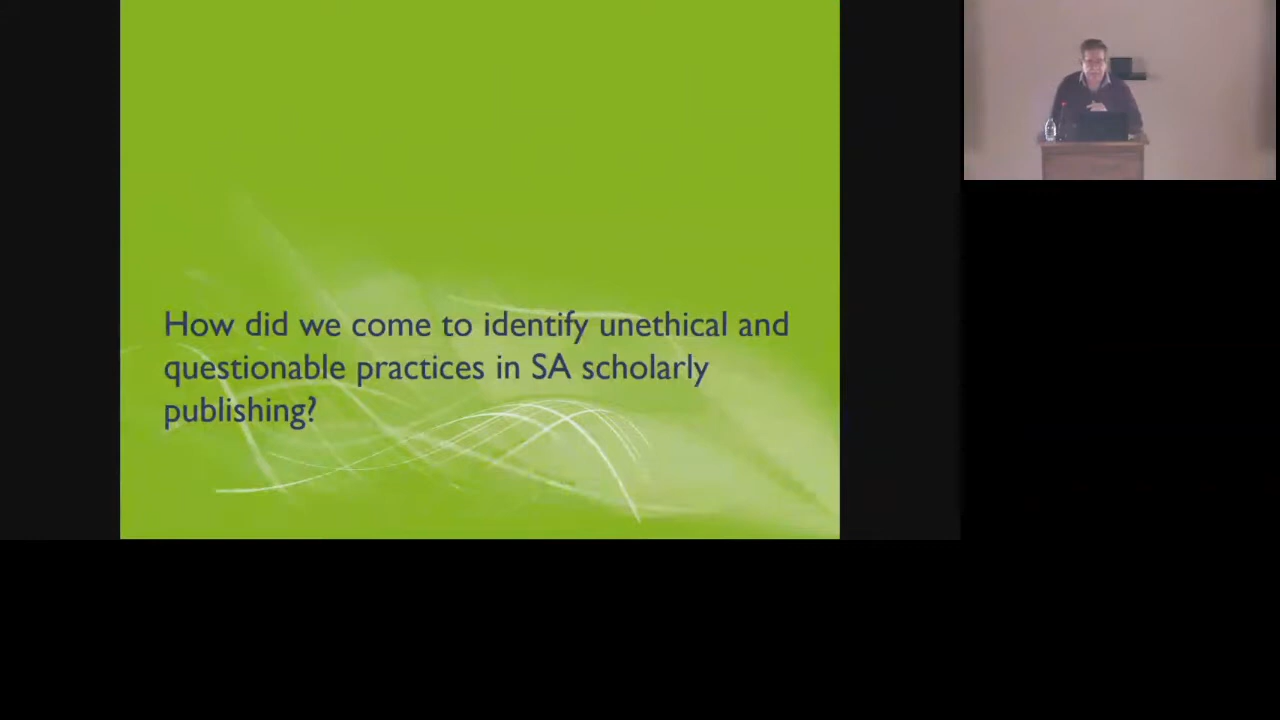 How did we come to identify unethical and
questionable practices in SA scholarly
publishing?